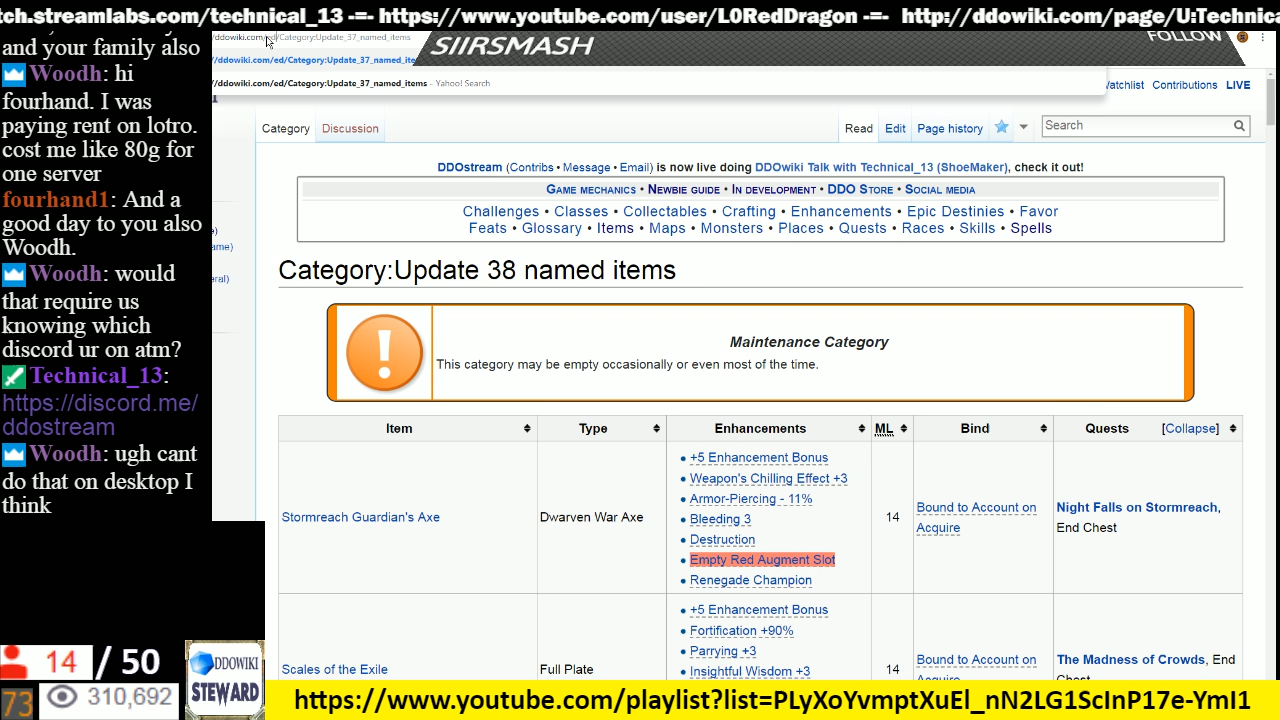 tch.streamlabs.com/technical_13 -=- https://www.youtube.com/user/L0RedDragon -=- http://ddowiki.com/page/U:Technica
and your family also
Woodh: hi
fourhand. I was
paying rent on lotro.
cost me like 80g for
one server
fourhand1: And a
good day to you also
Woodh.
Woodh: would
that require us
knowing which
discord ur on atm?
Technical_13:
https://discord.me/
ddostream
Woodh: ugh cant
do that on desktop I
think
14 / 50
73 310,692
DDOWIKI
STEWARD
/ddowiki.com/ed/Category:Update_37_named_items
/ddowiki.com/ed/Category:Update_37_named_ite
/ddowiki.com/ed/Category:Update_37_named_items - Yahoo! Search
SIIRSMASH
FOLLOW
Watchlist Contributions LIVE
Category Discussion Read Edit Page history Search
DDOstream (Contribs • Message • Email) is now live doing DDOwiki Talk with Technical_13 (ShoeMaker), check it out!
Game mechanics • Newbie guide • In development • DDO Store • Social media
Challenges • Classes • Collectables • Crafting • Enhancements • Epic Destinies • Favor
Feats • Glossary • Items • Maps • Monsters • Places • Quests • Races • Skills • Spells
Category:Update 38 named items
Maintenance Category
This category may be empty occasionally or even most of the time.
Item Type Enhancements ML Bind Quests [Collapse]
Stormreach Guardian's Axe
Dwarven War Axe
+5 Enhancement Bonus
Weapon's Chilling Effect +3
Armor-Piercing - 11%
Bleeding 3
Destruction
Empty Red Augment Slot
Renegade Champion
14
Bound to Account on
Acquire
Night Falls on Stormreach,
End Chest
Scales of the Exile
Full Plate
+5 Enhancement Bonus
Fortification +90%
Parrying +3
Insightful Wisdom +3
14
Bound to Account on
The Madness of Crowds, End
https://www.youtube.com/playlist?list=PLyXoYvmptXuEl_nN2LG1ScInP17e-YmI1